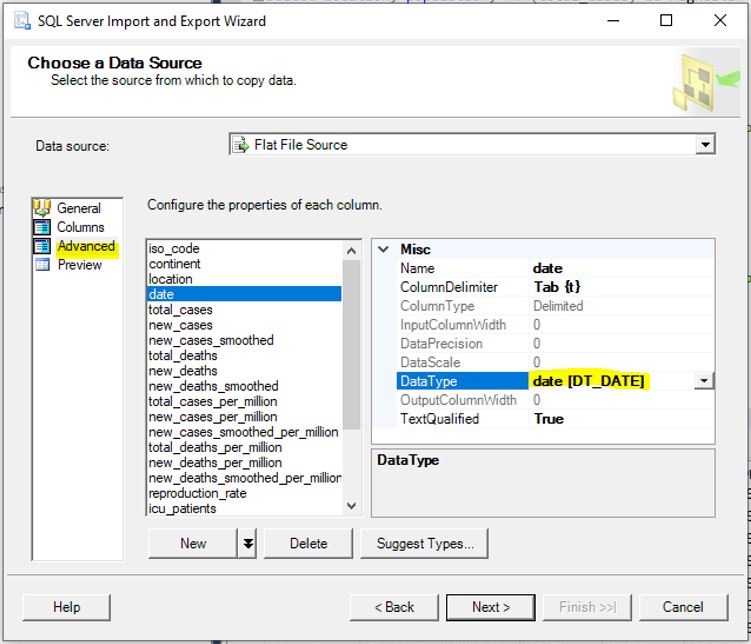 SQL Server Import and Export Wizard
Choose a Data Source
Select the source from which to copy data.
Data source:
Flat File Source
General
Columns
Advanced
Preview
Configure the properties of each column.
iso_code
continent
location
date
total_cases
new_cases
new_cases_smoothed
total_deaths
new_deaths
new_deaths_smoothed
total_cases_per_million
new_cases_per_million
new_cases_smoothed_per_million
total_deaths_per_million
new_deaths_per_million
new_deaths_smoothed_per_million
reproduction_rate
icu_patients
Misc
Name date
ColumnDelimiter Tab {t}
ColumnType Delimited
InputColumnWidth 0
DataPrecision 0
DataScale 0
DataType date [DT_DATE]
OutputColumnWidth 0
TextQualified True
DataType
New
Delete
Suggest Types...
Help
< Back
Next >
Finish >>|
Cancel